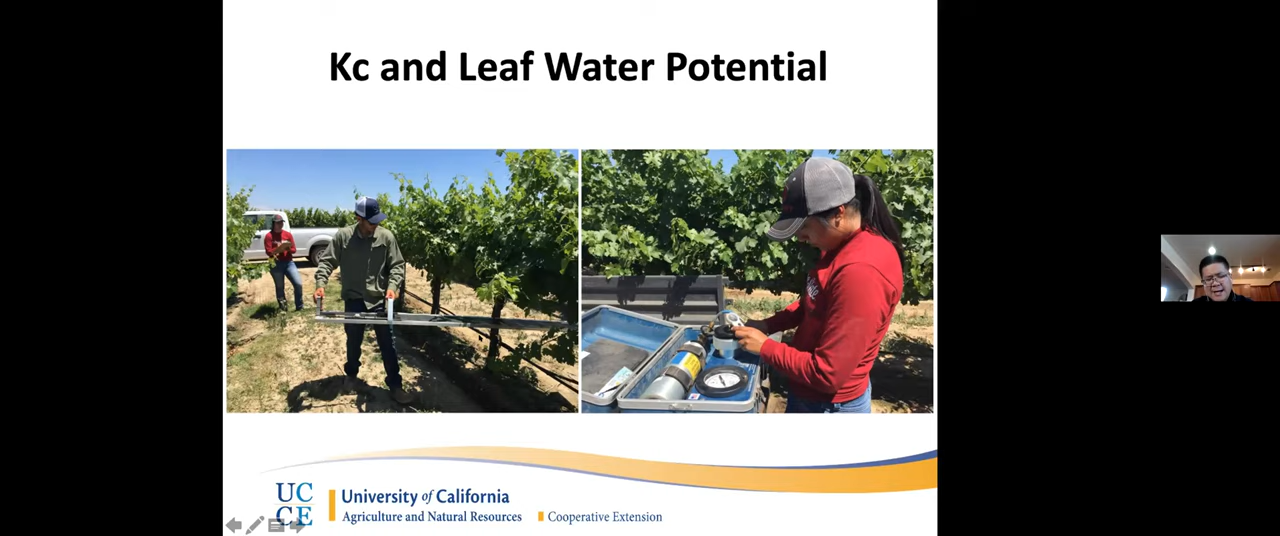 Kc and Leaf Water Potential
UC
CE
University of California
Agriculture and Natural Resources
Cooperative Extension